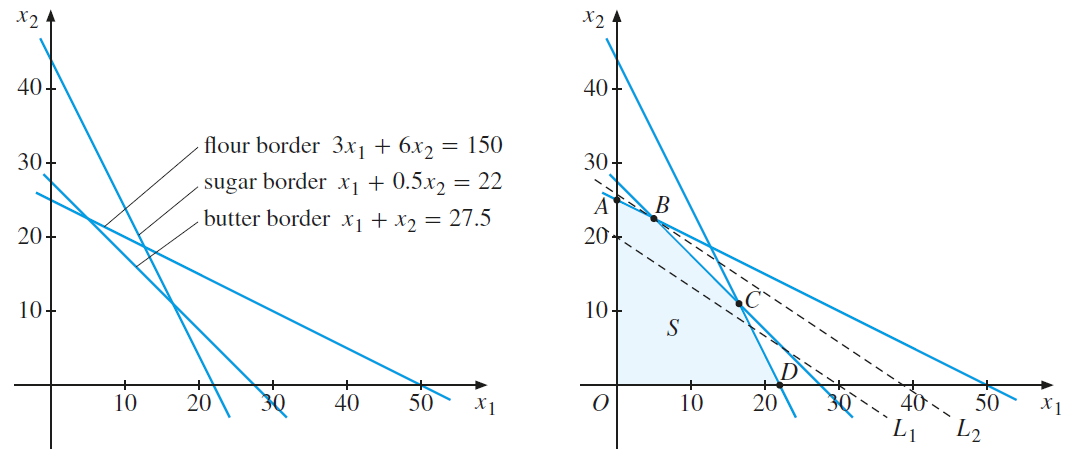 x₂
40
30
20
10
10
20
30
40
50
x₁
flour border 3x₁ + 6x₂ = 150
sugar border x₁ + 0.5x₂ = 22
butter border x₁ + x₂ = 27.5
x₂
40
30
A
B
20
10
C
S
D
O
10
20
30
40
50
x₁
L₁
L₂